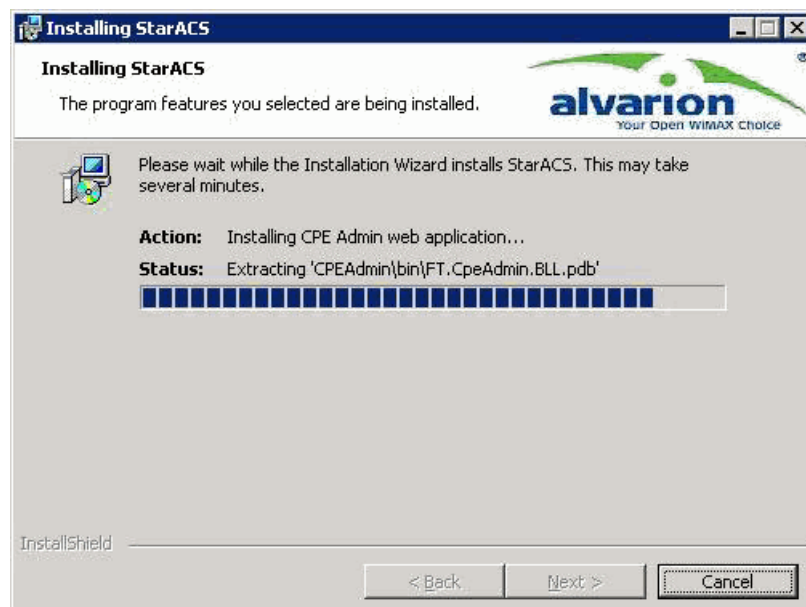 Installing StarACS
Installing StarACS
The program features you selected are being installed.
alvarion
Your Open WiMAX Choice
Please wait while the Installation Wizard installs StarACS. This may take
several minutes.
Action: Installing CPE Admin web application...
Status: Extracting 'CPEAdmin\bin\FT.CpeAdmin.BLL.pdb'
InstallShield
< Back Next > Cancel